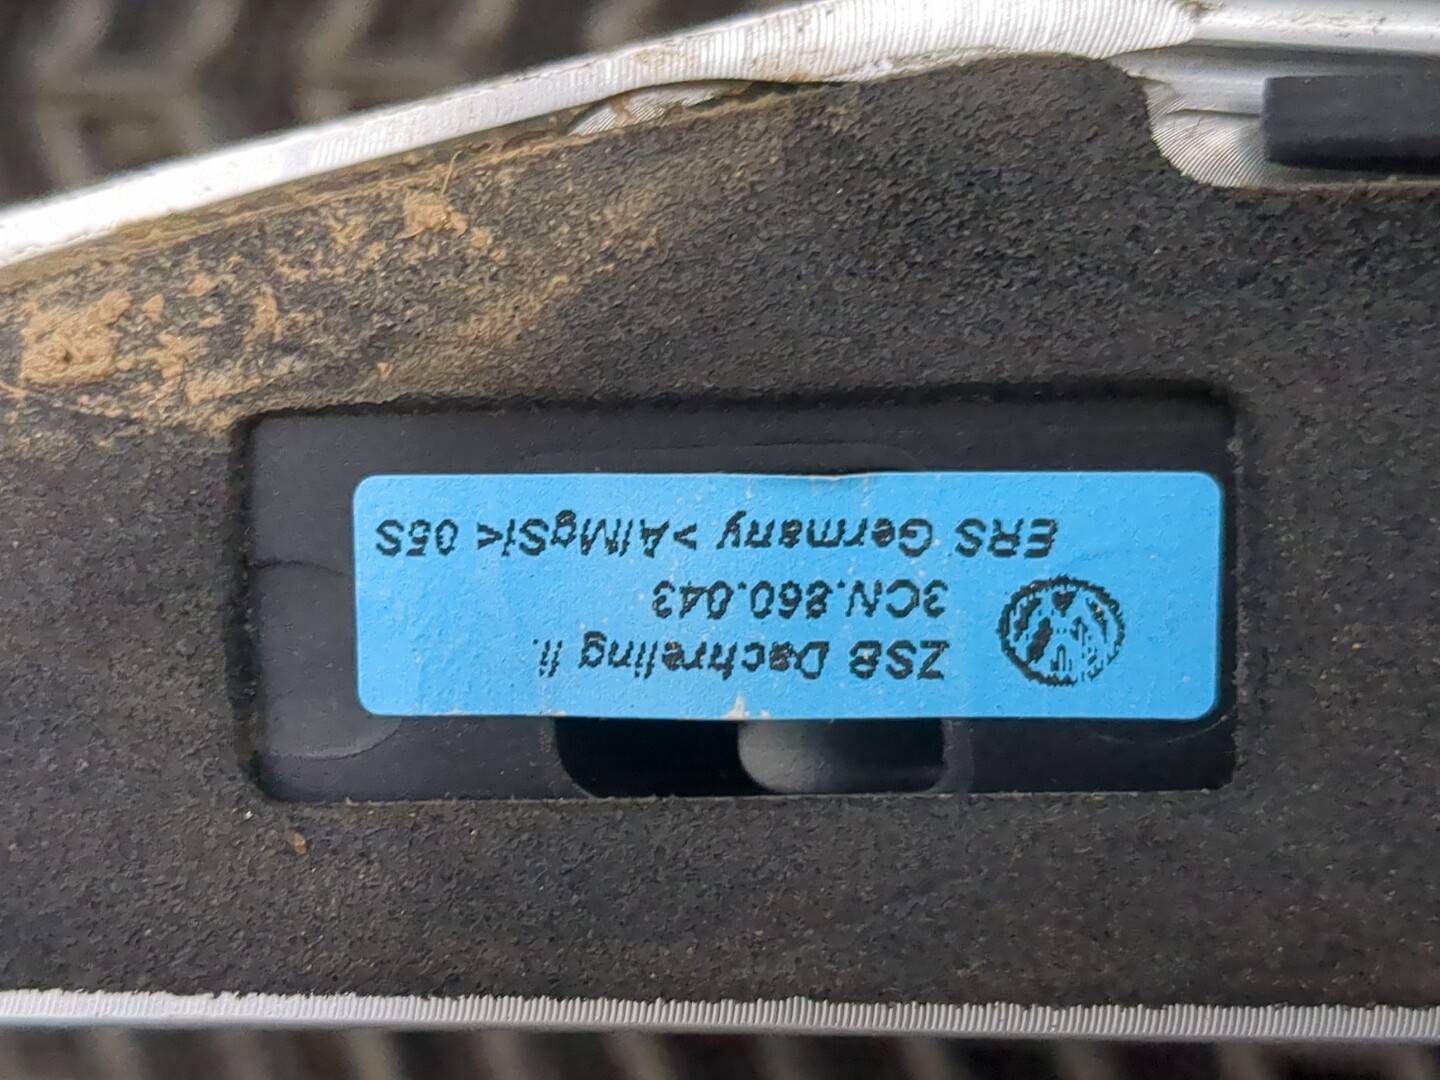 ZSB Dachreling li.
3CN.860.043
ERS Germany >AlMgSi< 05S